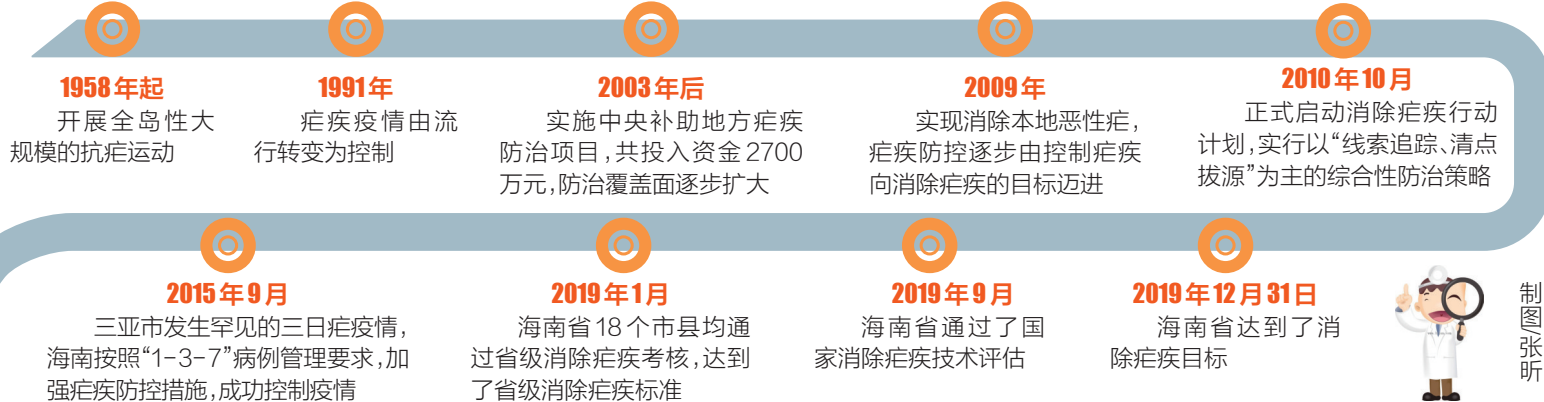 1958年起
开展全岛性大
规模的抗疟运动
1991年
疟疾疫情由流
行转变为控制
2003年后
实施中央补助地方疟疾
防治项目，共投入资金2700
万元，防治覆盖面逐步扩大
2009年
实现消除本地恶性疟，
疟疾防控逐步由控制疟疾
向消除疟疾的目标迈进
2010年10月
正式启动消除疟疾行动
计划，实行以“线索追踪、清点
拔源”为主的综合性防治策略
2015年9月
三亚市发生罕见的三日疟疫情，
海南按照“1-3-7”病例管理要求，加
强疟疾防控措施，成功控制疫情
2019年1月
海南省18个市县均通
过省级消除疟疾考核，达到
了省级消除疟疾标准
2019年9月
海南省通过了国
家消除疟疾技术评估
2019年12月31日
海南省达到了消
除疟疾目标
制图/张昕